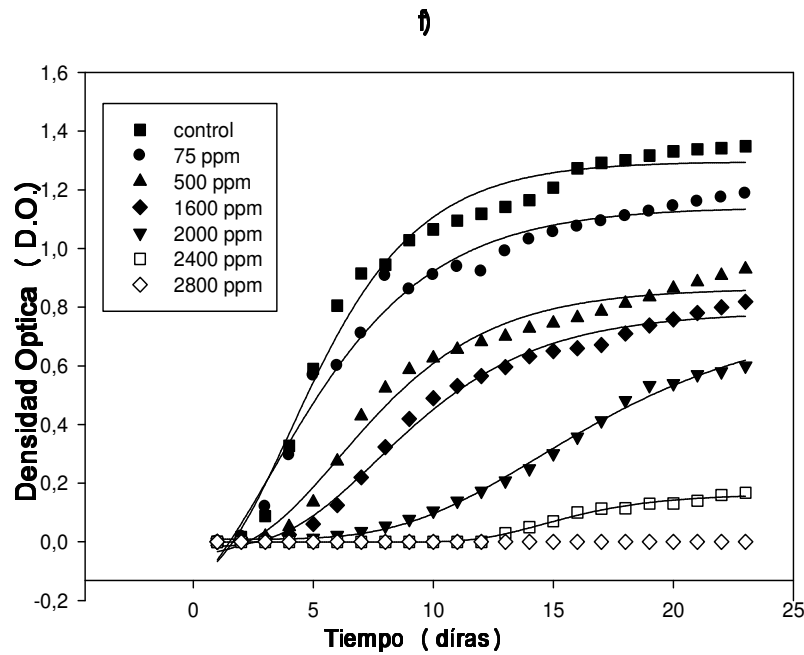 f)
1,6
1,4
1,2
1,0
0,8
0,6
0,4
0,2
0,0
-0,2
Densidad Optica ( D.O.)
control
75 ppm
500 ppm
1600 ppm
2000 ppm
2400 ppm
2800 ppm
0 5 10 15 20 25
Tiempo ( díras)